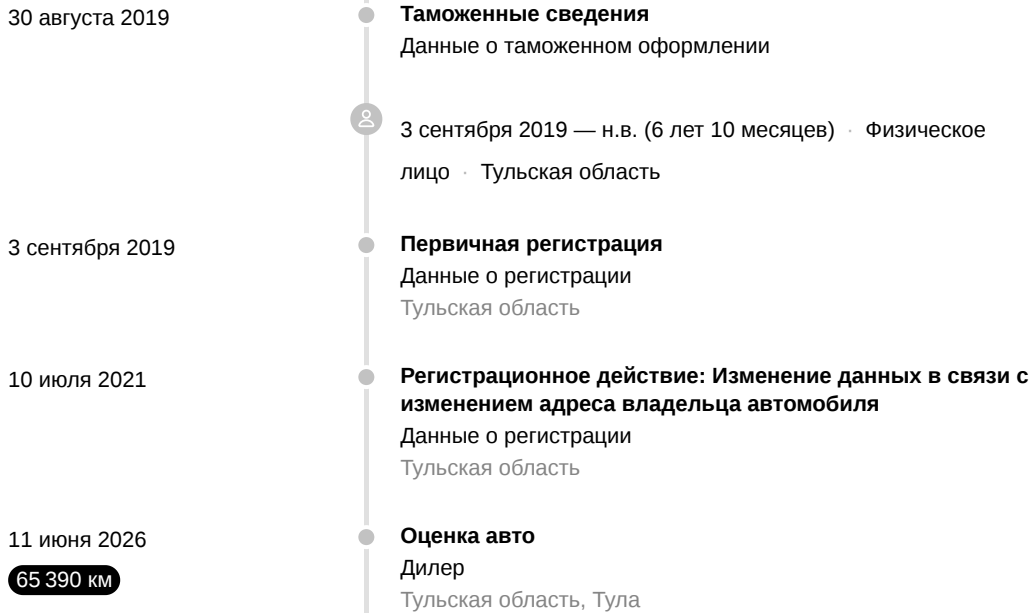 30 августа 2019
Таможенные сведения
Данные о таможенном оформлении
3 сентября 2019 — н.в. (6 лет 10 месяцев) · Физическое
лицо · Тульская область
3 сентября 2019
Первичная регистрация
Данные о регистрации
Тульская область
10 июля 2021
Регистрационное действие: Изменение данных в связи с
изменением адреса владельца автомобиля
Данные о регистрации
Тульская область
11 июня 2026
65 390 км
Оценка авто
Дилер
Тульская область, Тула